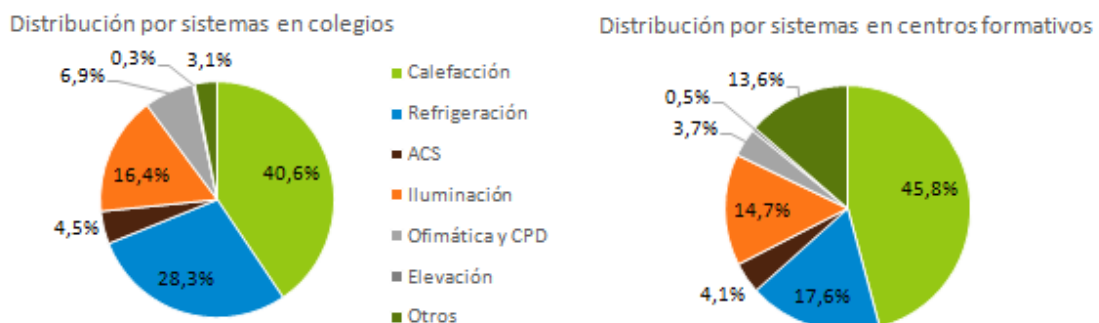 Distribución por sistemas en colegios
0,3%
3,1%
6,9%
16,4%
40,6%
4,5%
28,3%
Calefacción
Refrigeración
ACS
Iluminación
Ofimática y CPD
Elevación
Otros
Distribución por sistemas en centros formativos
13,6%
0,5%
3,7%
45,8%
14,7%
4,1%
17,6%